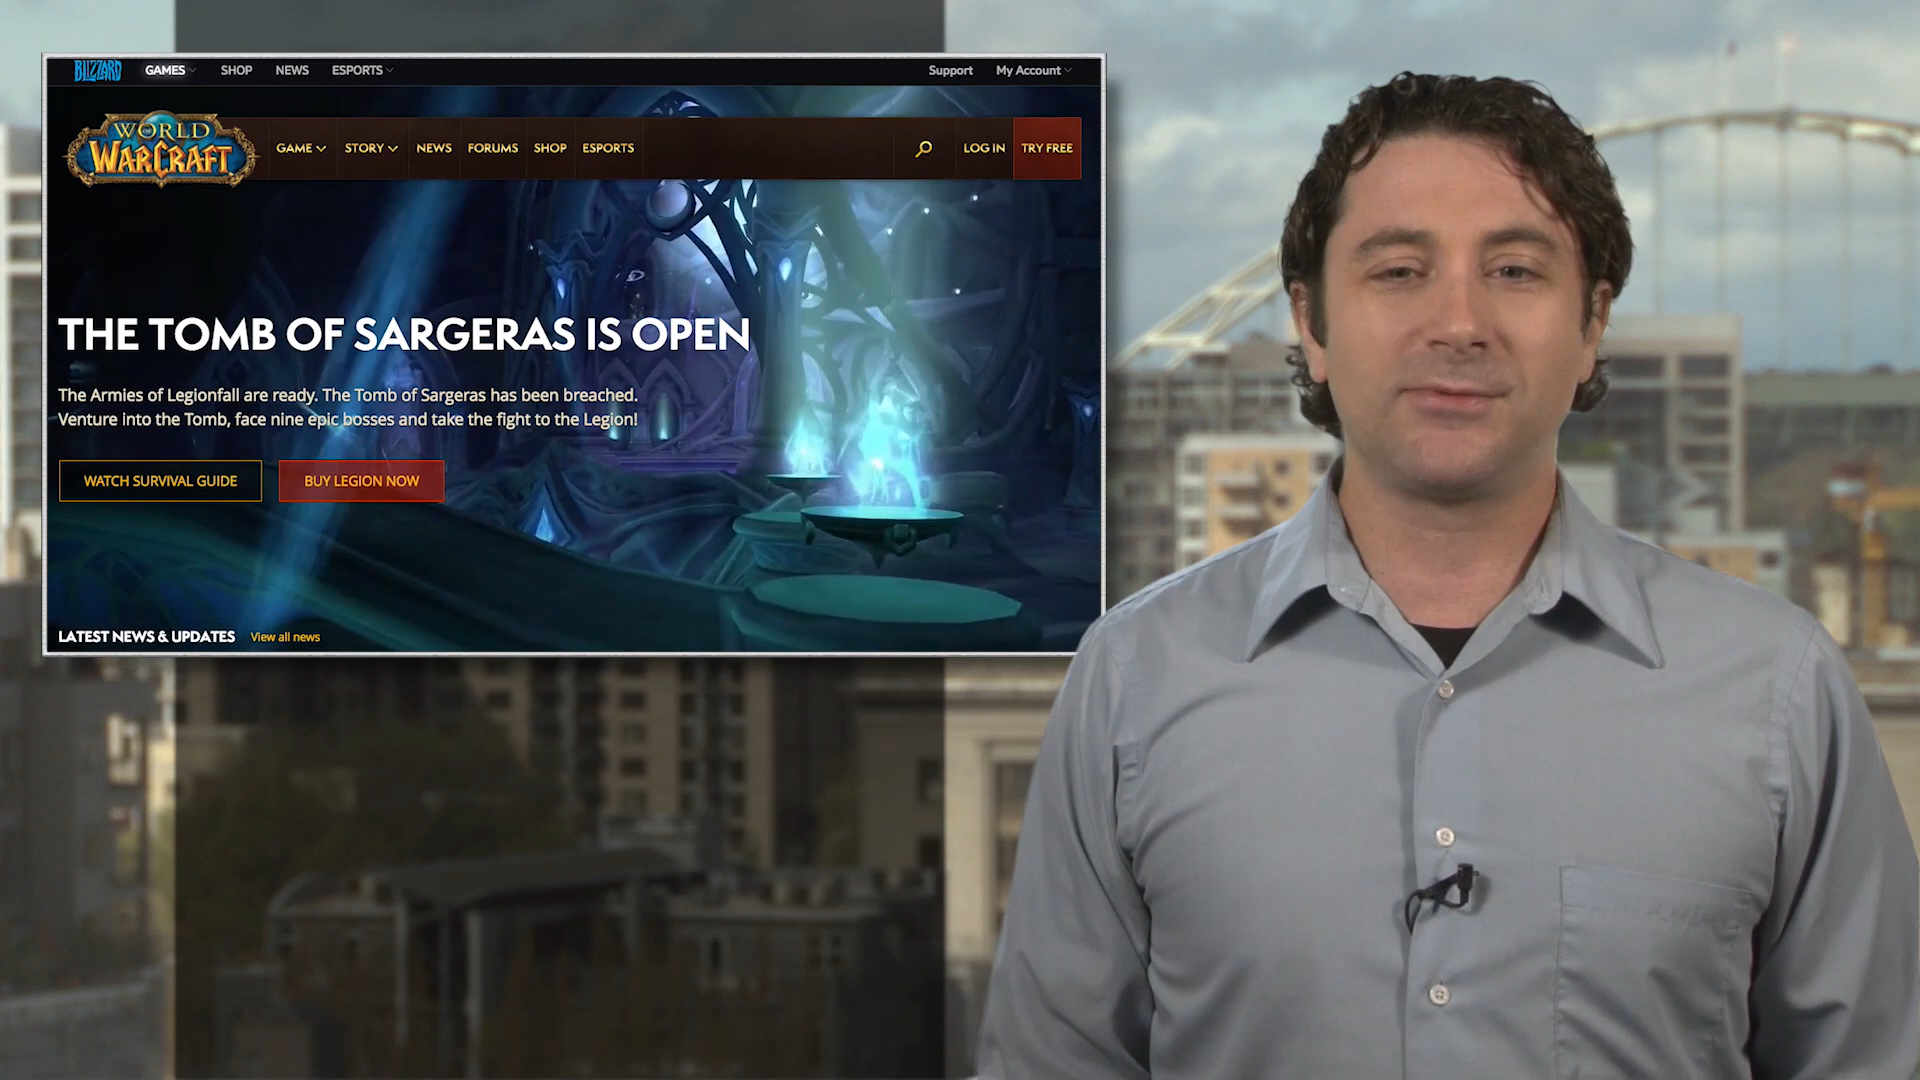 BLIZZARD GAMES SHOP NEWS ESPORTS Support My Account
WORLD
WARCRAFT
GAME STORY NEWS FORUMS SHOP ESPORTS LOG IN TRY FREE
THE TOMB OF SARGERAS IS OPEN
The Armies of Legionfall are ready. The Tomb of Sargeras has been breached.
Venture into the Tomb, face nine epic bosses and take the fight to the Legion!
WATCH SURVIVAL GUIDE BUY LEGION NOW
LATEST NEWS & UPDATES View all news